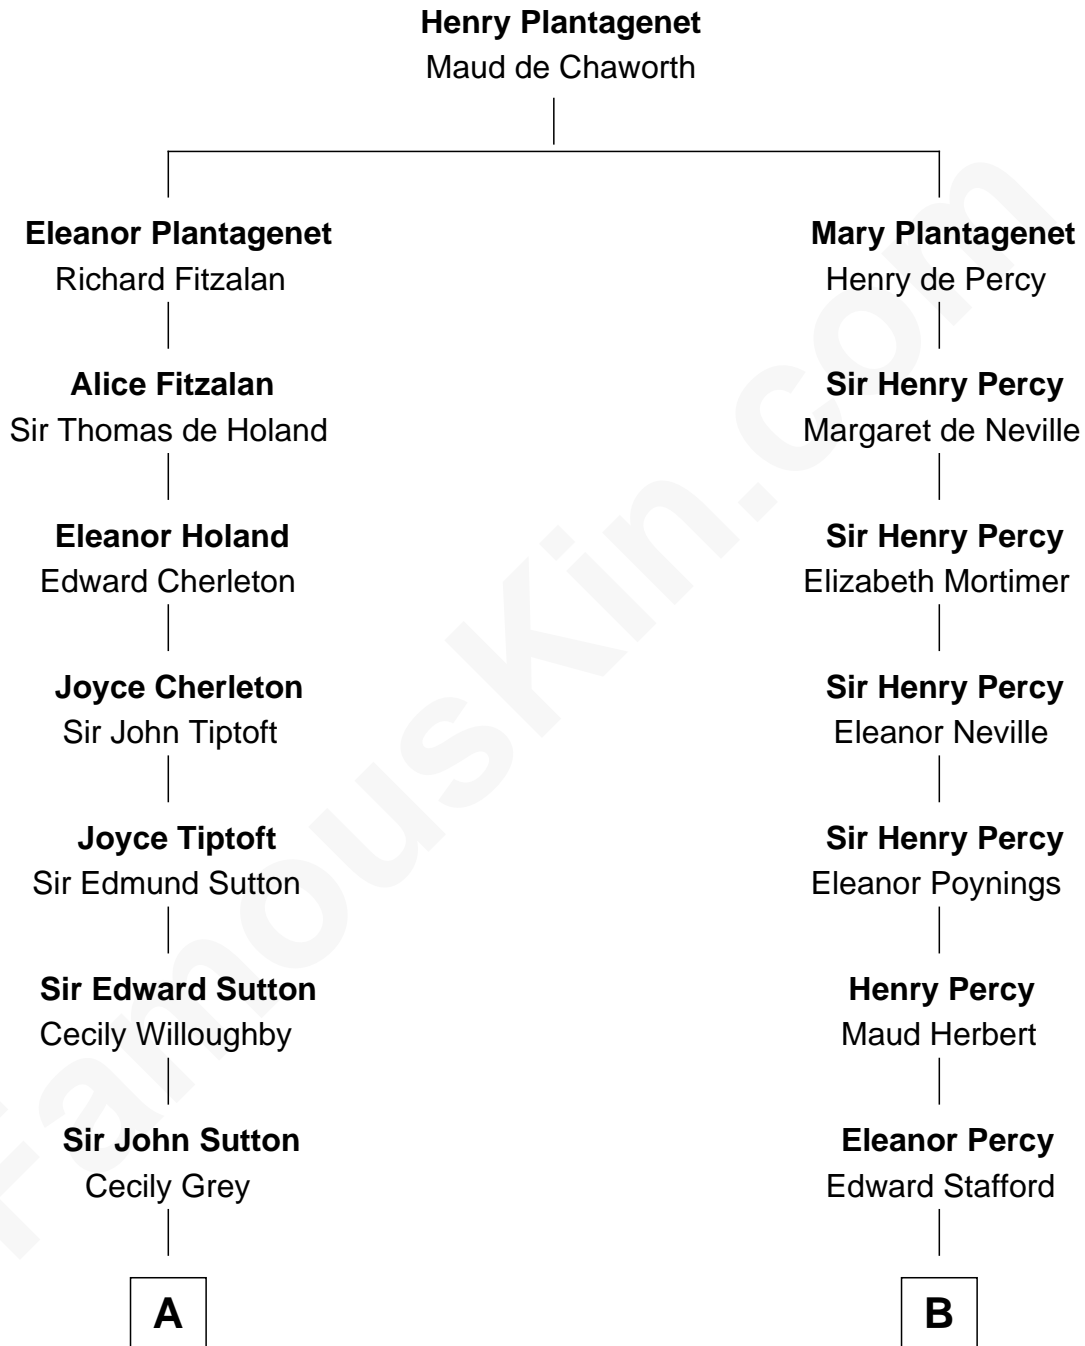 Henry Plantagenet
Maud de Chaworth
Eleanor Plantagenet
Richard Fitzalan
Mary Plantagenet
Henry de Percy
Alice Fitzalan
Sir Thomas de Holand
Sir Henry Percy
Margaret de Neville
Eleanor Holand
Edward Cherleton
Sir Henry Percy
Elizabeth Mortimer
Joyce Cherleton
Sir John Tiptoft
Sir Henry Percy
Eleanor Neville
Joyce Tiptoft
Sir Edmund Sutton
Sir Henry Percy
Eleanor Poynings
Sir Edward Sutton
Cecily Willoughby
Henry Percy
Maud Herbert
Sir John Sutton
Cecily Grey
Eleanor Percy
Edward Stafford
A
B
FamousKin.com